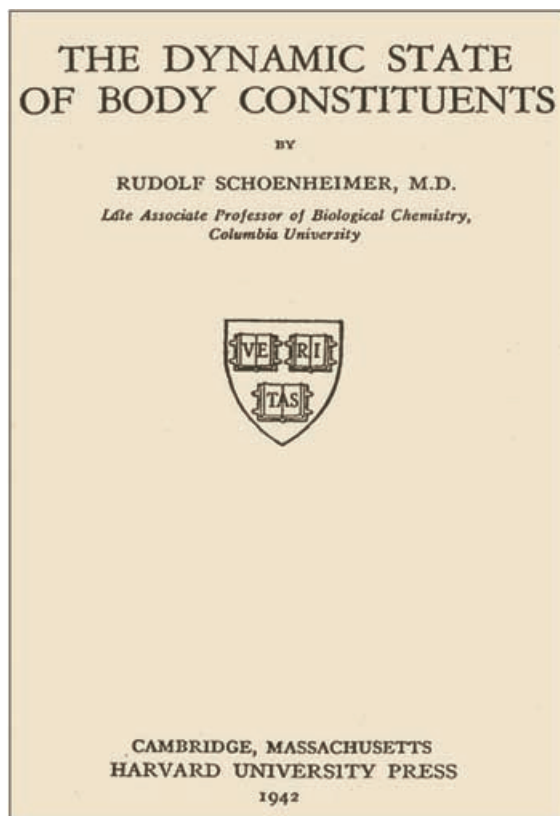 THE DYNAMIC STATE
OF BODY CONSTITUENTS
BY
RUDOLF SCHOENHEIMER, M.D.
Late Associate Professor of Biological Chemistry,
Columbia University
VE RI
TAS
CAMBRIDGE, MASSACHUSETTS
HARVARD UNIVERSITY PRESS
1942